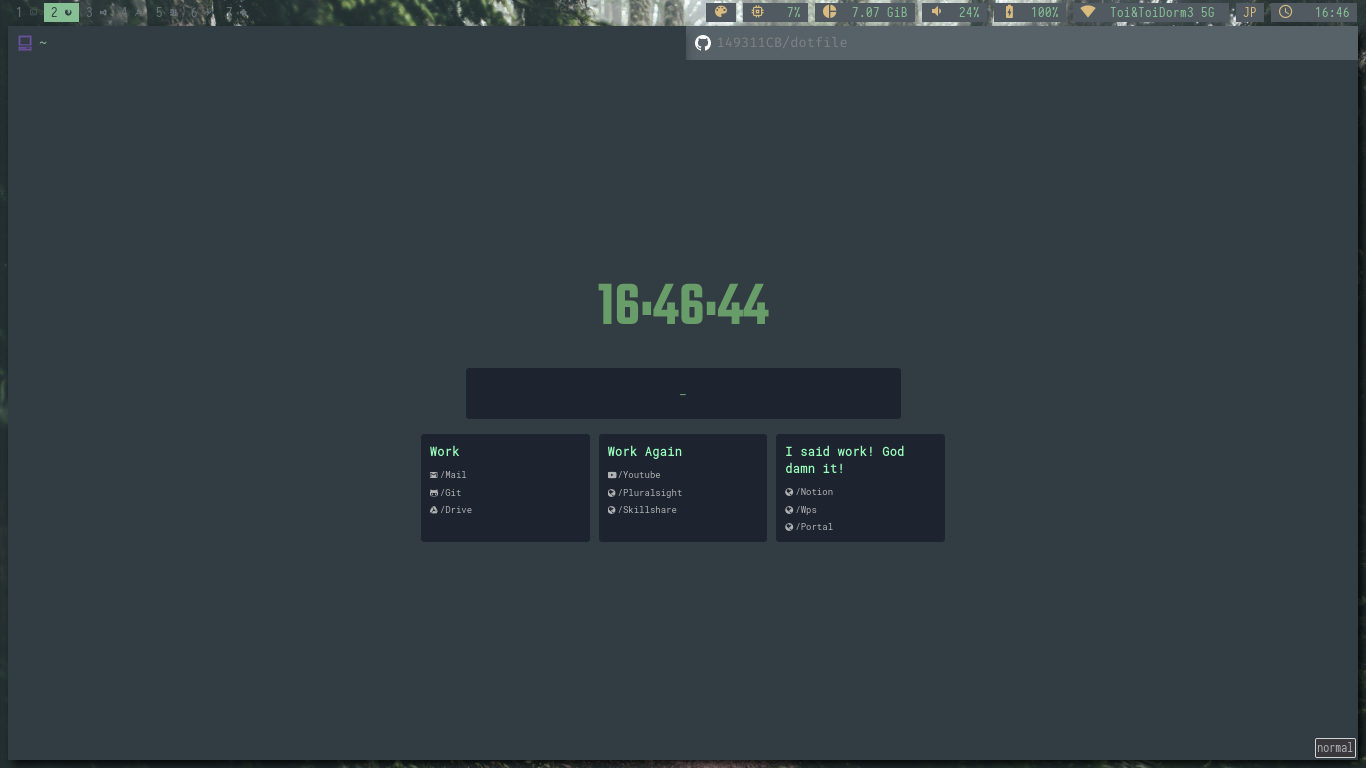 1 2 3 4 5 6 7
7% 7.07 GiB 24% 100% Toi&ToiDorm3 5G JP 16:46
~ 149311CB/dotfile
16:46:44
–
Work
/Mail
/Git
/Drive
Work Again
/Youtube
/Pluralsight
/Skillshare
I said work! God
damn it!
/Notion
/Wps
/Portal
normal